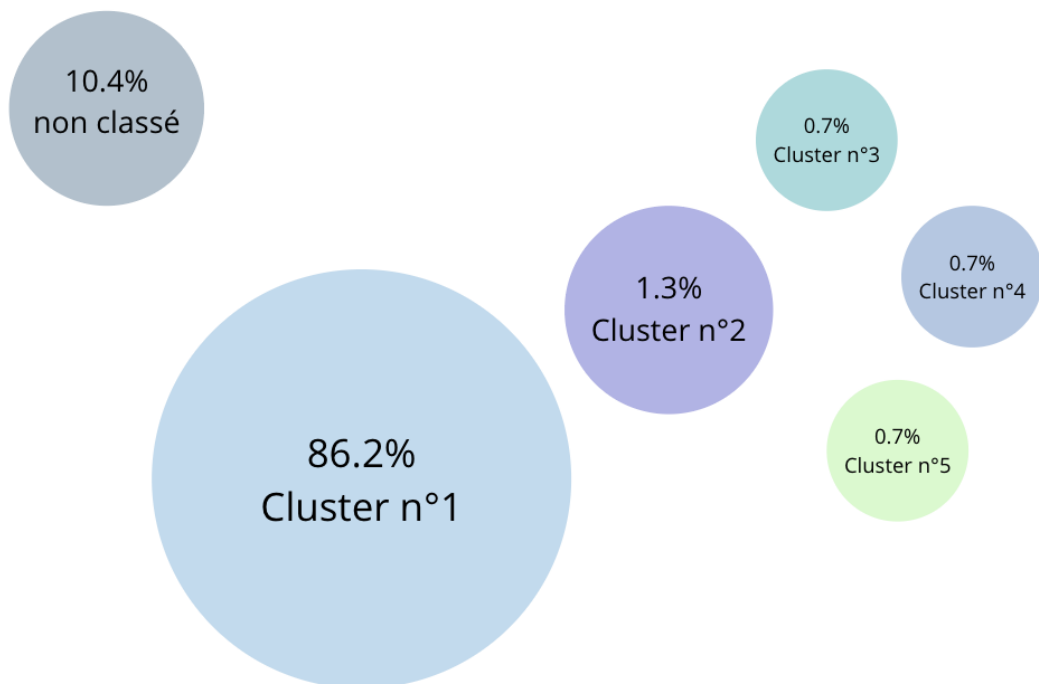 10.4%
non classé
0.7%
Cluster n°3
0.7%
Cluster n°4
1.3%
Cluster n°2
86.2%
Cluster n°1
0.7%
Cluster n°5